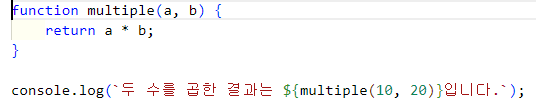 function multiple(a, b) {
    return a * b;
}

console.log(`두 수를 곱한 결과는 ${multiple(10, 20)}입니다.`);